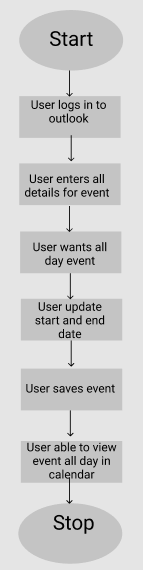 Start
User logs in to
outlook
User enters all
details for event
User wants all
day event
User update
start and end
date
User saves event
User able to view
event all day in
calendar
Stop